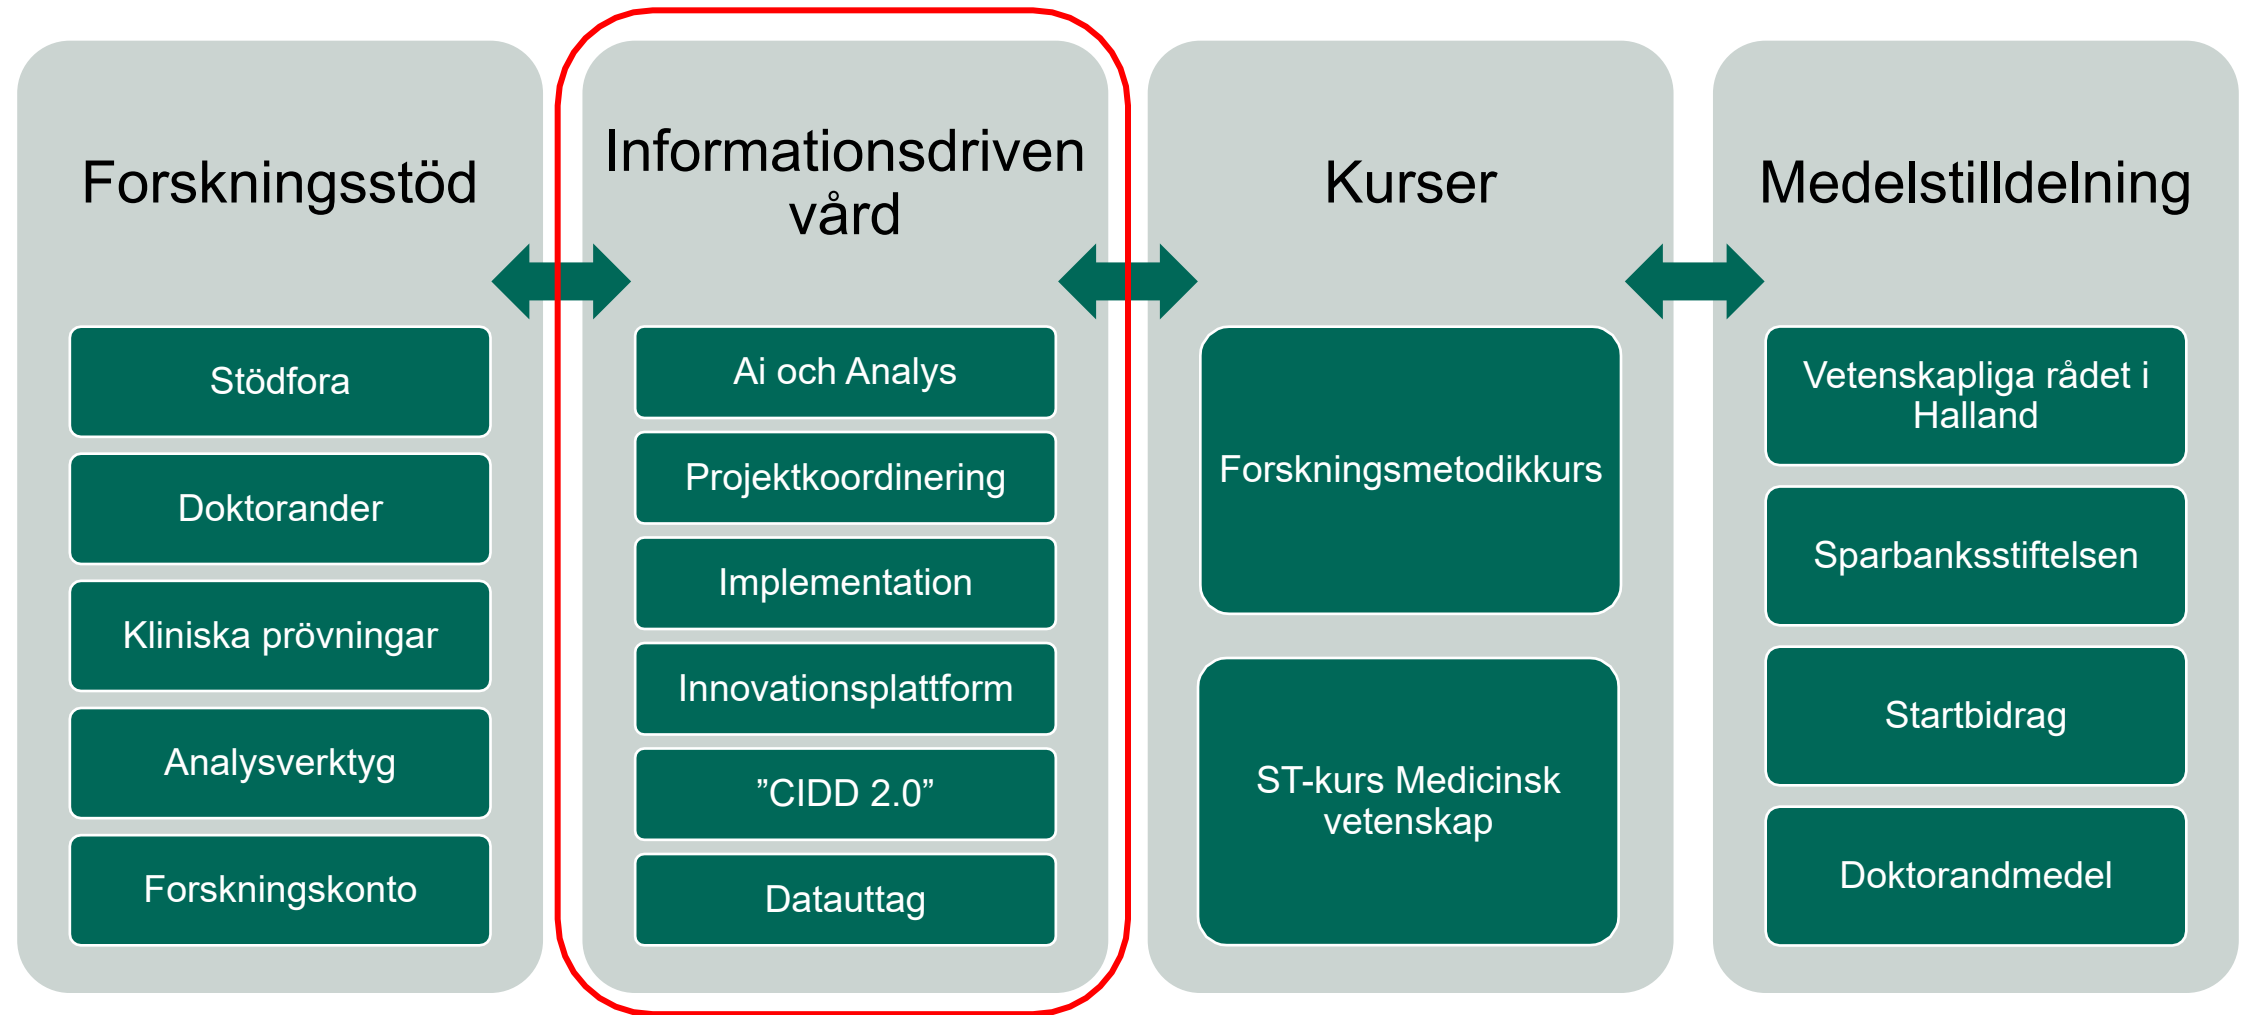 Forskningsstöd
Stödfora
Doktorander
Kliniska prövningar
Analysverktyg
Forskningskonto
Informationsdriven
vård
Ai och Analys
Projektkoordinering
Implementation
Innovationsplattform
”CIDD 2.0”
Datauttag
Kurser
Forskningsmetodikkurs
ST-kurs Medicinsk
vetenskap
Medelstilldelning
Vetenskapliga rådet i
Halland
Sparbanksstiftelsen
Startbidrag
Doktorandmedel